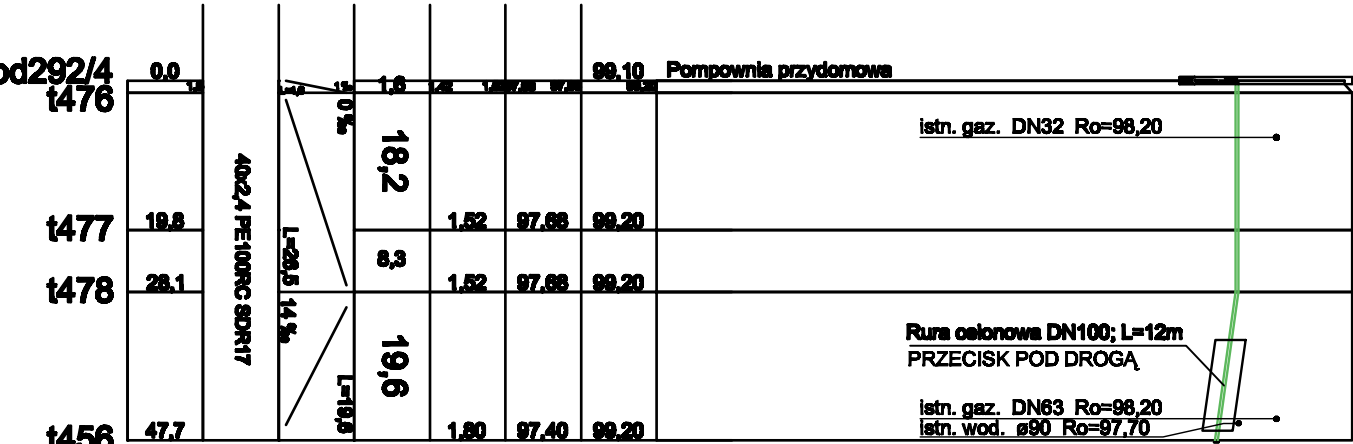 od292/4 0.0 99,10 Pompownia przydomowa
1,6
t476
0 ‰
istn. gaz. DN32 Ro=98,20
18,2
40x2,4 PE100RC SDR17
t477 19,8 1,52 97,68 99,20
L=26,5
8,3
t478 28,1 1,52 97,68 99,20
14 ‰
Rura osłonowa DN100; L=12m
PRZECISK POD DROGĄ
19,6
L=19,6
istn. gaz. DN63 Ro=98,20
istn. wod. ø90 Ro=97,70
t456 47,7 1,80 97,40 99,20